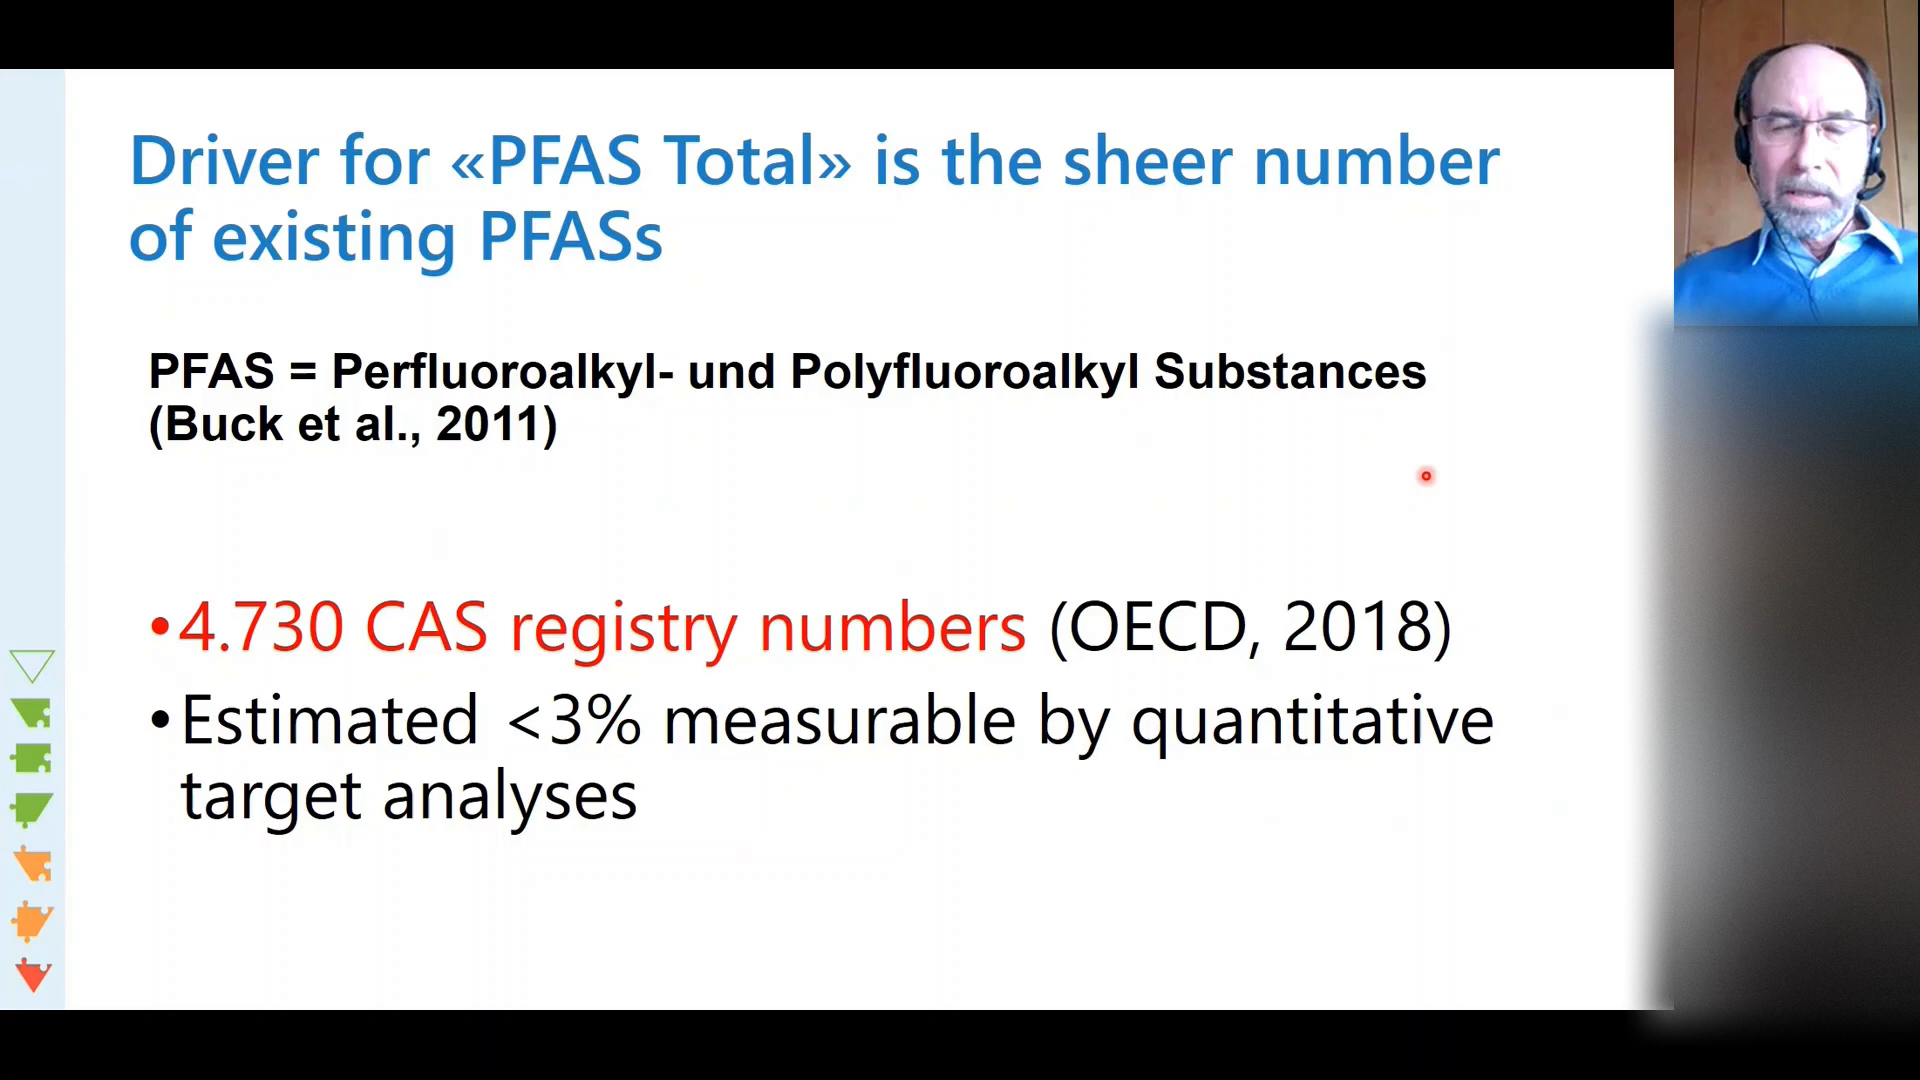 Driver for «PFAS Total» is the sheer number
of existing PFASs
PFAS = Perfluoroalkyl- und Polyfluoroalkyl Substances
(Buck et al., 2011)
•4.730 CAS registry numbers (OECD, 2018)
•Estimated <3% measurable by quantitative
target analyses